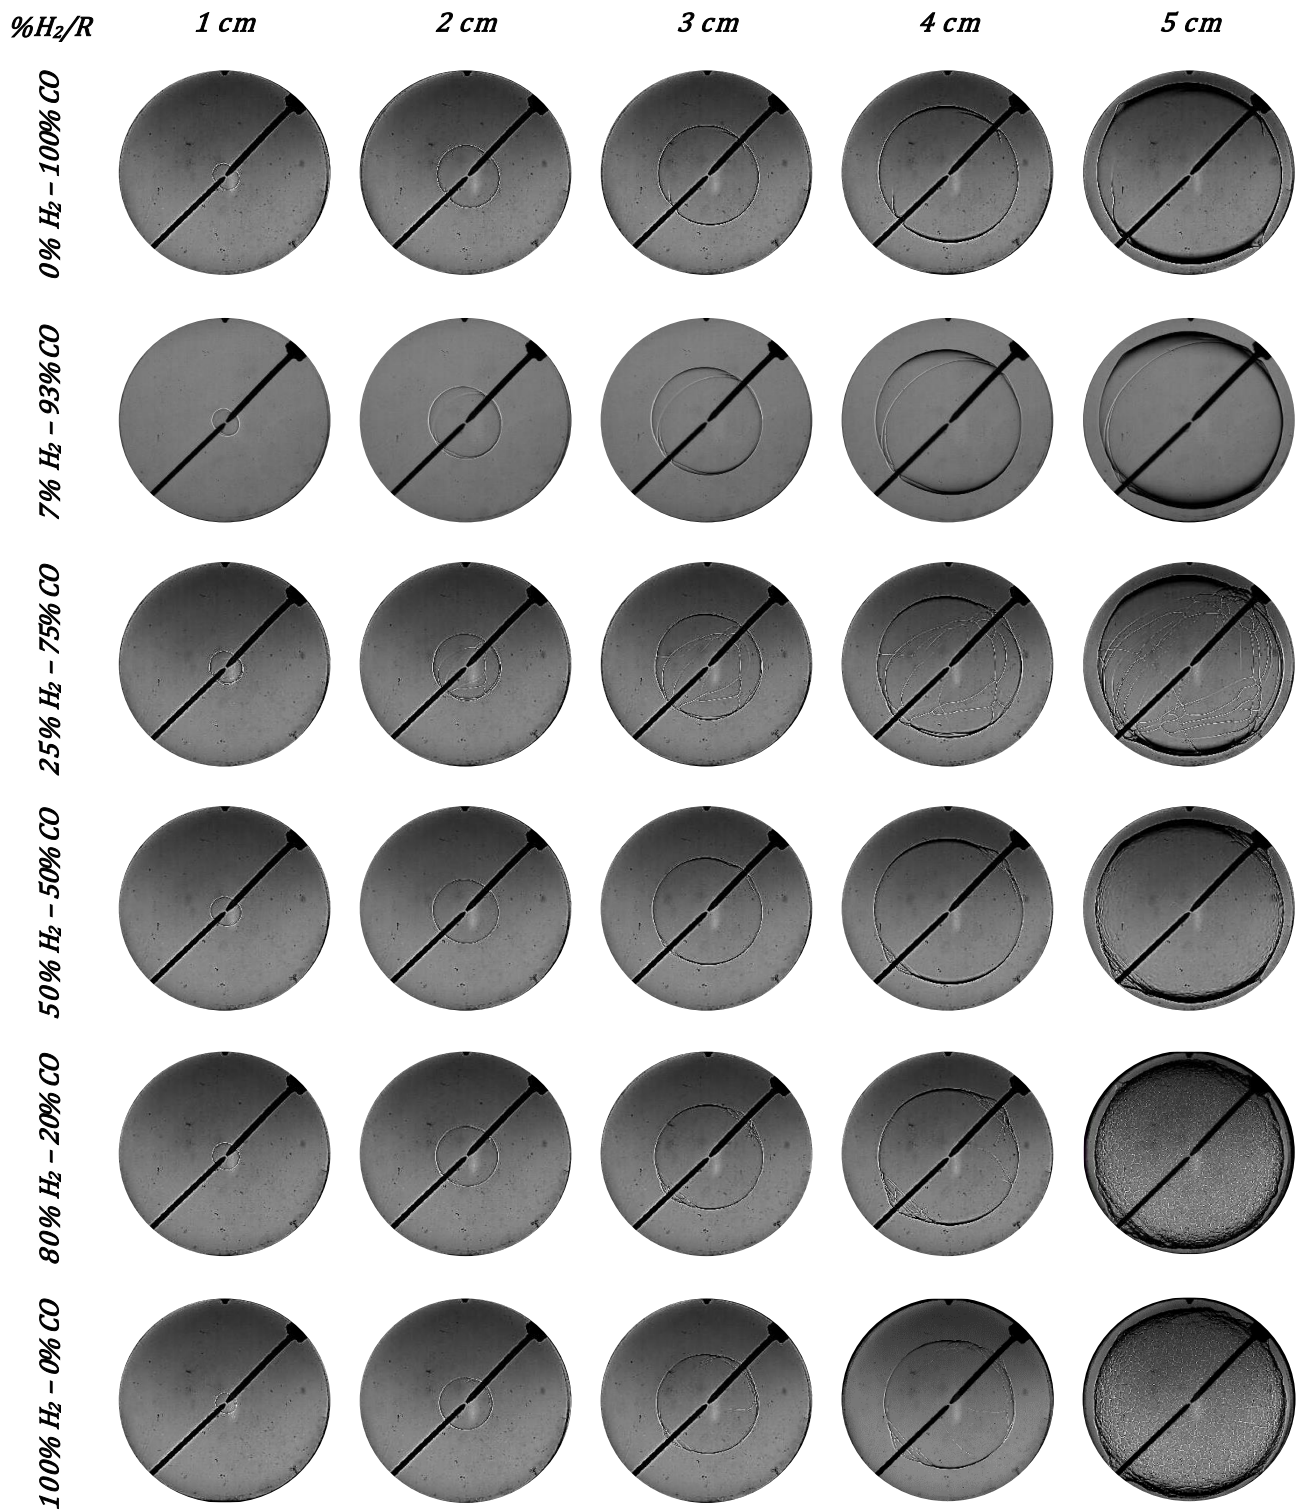 %H₂/R 1 cm 2 cm 3 cm 4 cm 5 cm
0% H₂ – 100% CO
7% H₂ – 93% CO
25% H₂ – 75% CO
50% H₂ – 50% CO
80% H₂ – 20% CO
100% H₂ – 0% CO